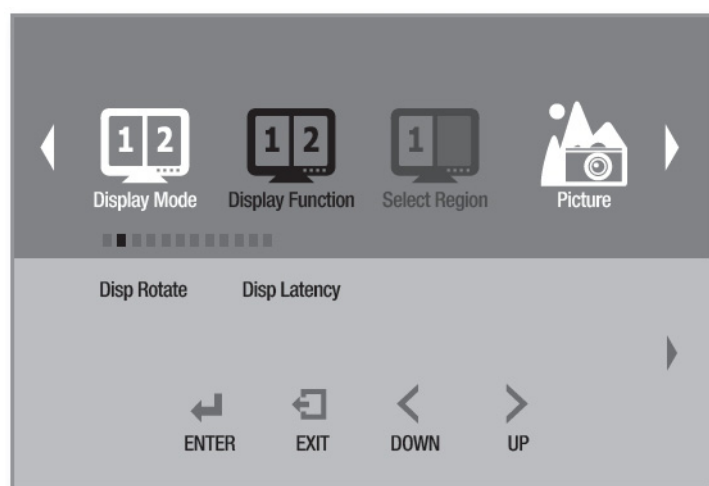 1 2
1 2
1
Display Mode
Display Function
Select Region
Picture
Disp Rotate
Disp Latency
ENTER
EXIT
DOWN
UP